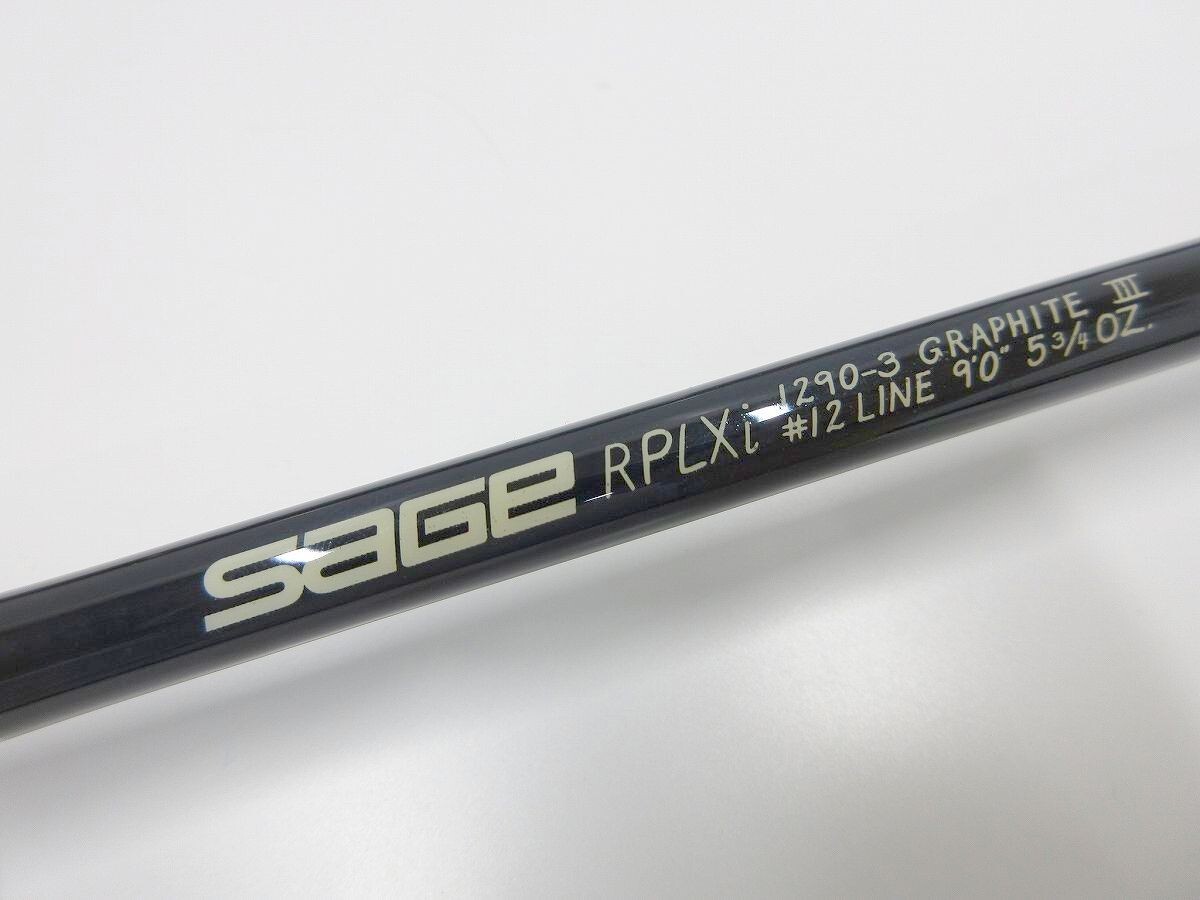 SAGE RPLXi
1290-3 GRAPHITE III
#12 LINE 9'0" 5 3/4 OZ.